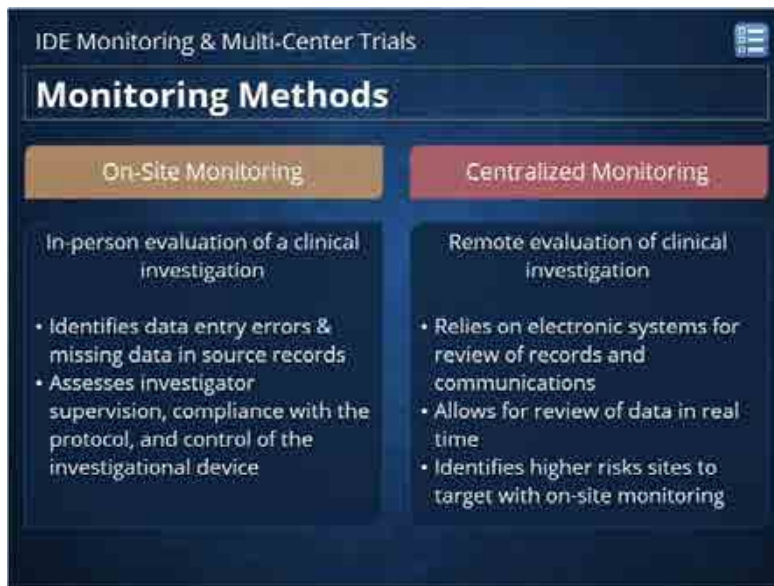 IDE Monitoring & Multi-Center Trials
Monitoring Methods
On-Site Monitoring
In-person evaluation of a clinical
investigation
• Identifies data entry errors &
missing data in source records
• Assesses investigator
supervision, compliance with the
protocol, and control of the
investigational device
Centralized Monitoring
Remote evaluation of clinical
investigation
• Relies on electronic systems for
review of records and
communications
• Allows for review of data in real
time
• Identifies higher risks sites to
target with on-site monitoring